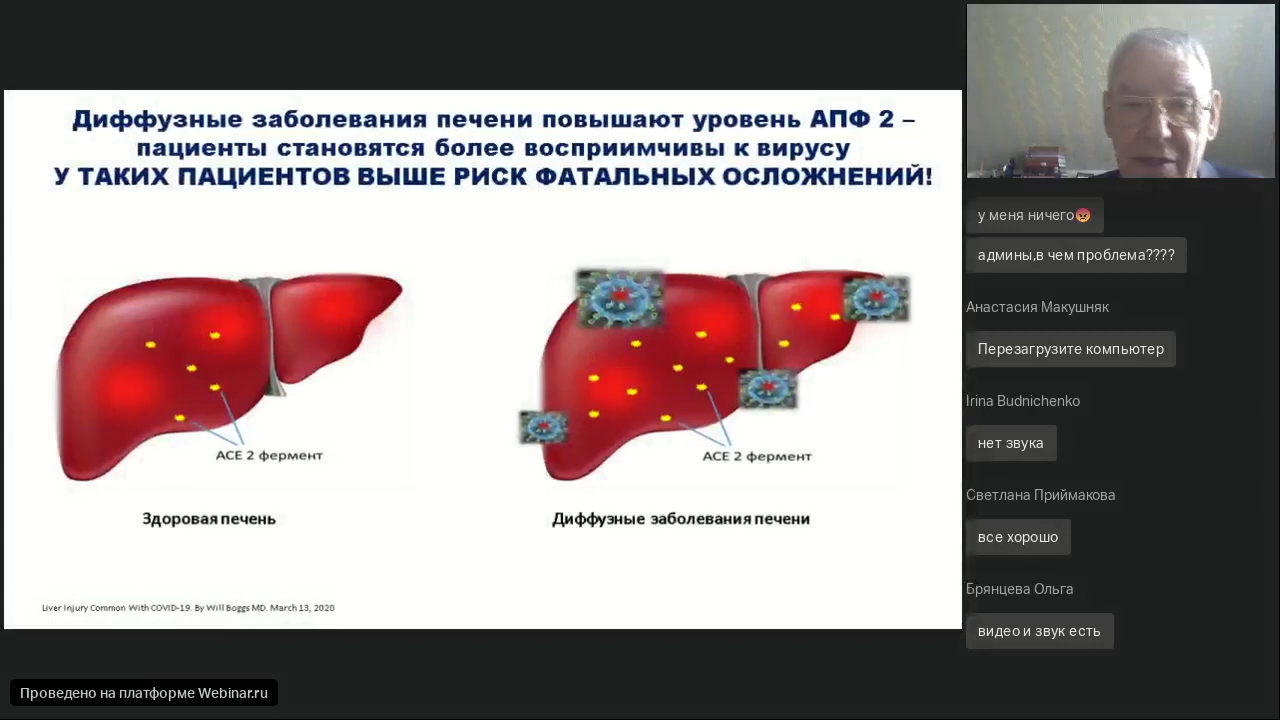 Диффузные заболевания печени повышают уровень АПФ 2 –
пациенты становятся более восприимчивы к вирусу
У ТАКИХ ПАЦИЕНТОВ ВЫШЕ РИСК ФАТАЛЬНЫХ ОСЛОЖНЕНИЙ!
ACE 2 фермент
Здоровая печень
ACE 2 фермент
Диффузные заболевания печени
Liver Injury Common With COVID-19. By Will Boggs MD. March 13, 2020
у меня ничего😡
админы,в чем проблема????
Анастасия Макушняк
Перезагрузите компьютер
Irina Budnichenko
нет звука
Светлана Приймакова
все хорошо
Брянцева Ольга
видео и звук есть
Проведено на платформе Webinar.ru